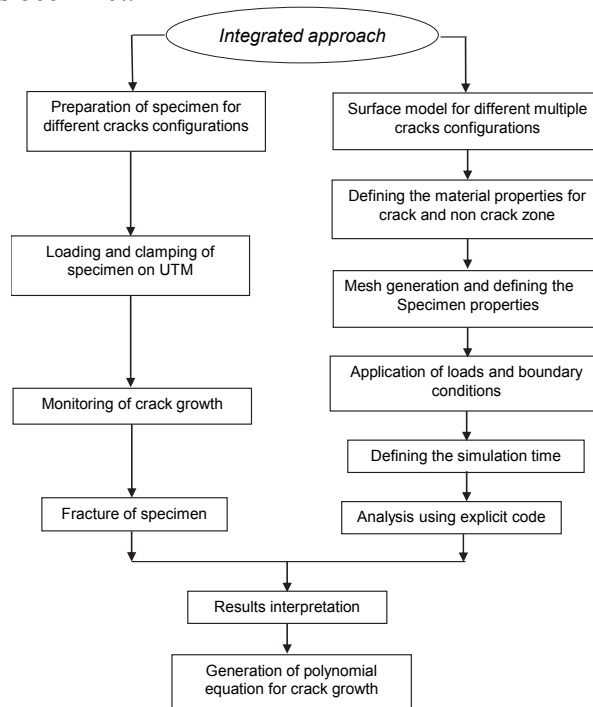 Integrated approach
Preparation of specimen for
different cracks configurations
Loading and clamping of
specimen on UTM
Monitoring of crack growth
Fracture of specimen
Surface model for different multiple
cracks configurations
Defining the material properties for
crack and non crack zone
Mesh generation and defining the
Specimen properties
Application of loads and boundary
conditions
Defining the simulation time
Analysis using explicit code
Results interpretation
Generation of polynomial
equation for crack growth